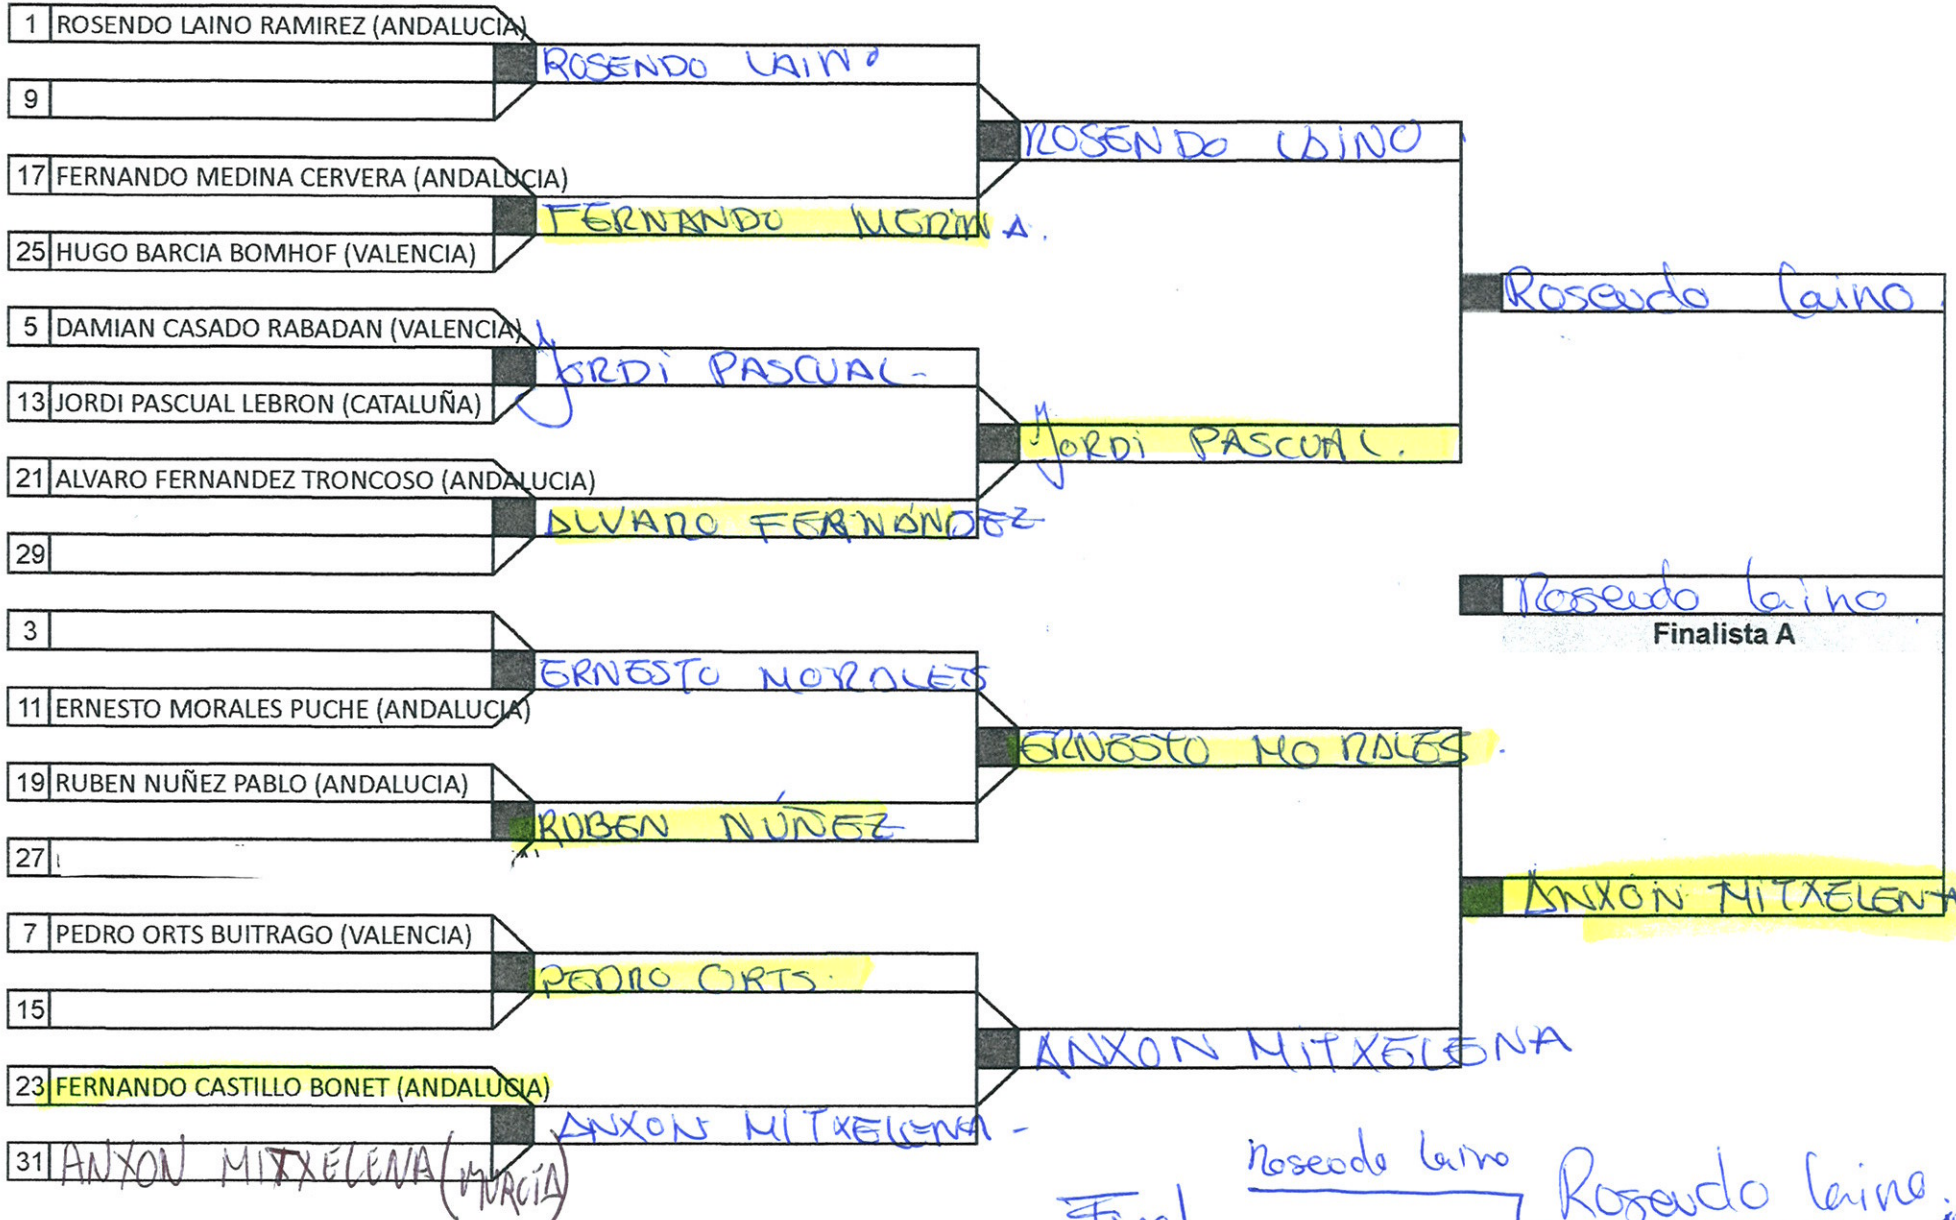 1 ROSENDO LAINO RAMIREZ (ANDALUCIA)
ROSENDO LAINO
9
ROSENDO LAINO
17 FERNANDO MEDINA CERVERA (ANDALUCIA)
FERNANDO MEDINA.
25 HUGO BARCIA BOMHOF (VALENCIA)
Rosendo Laino.
5 DAMIAN CASADO RABADAN (VALENCIA)
JORDI PASCUAL-
13 JORDI PASCUAL LEBRON (CATALUÑA)
JORDI PASCUAL.
21 ALVARO FERNANDEZ TRONCOSO (ANDALUCIA)
ALVARO FERNÁNDEZ
29
Rosendo Laino
Finalista A
3
ERNESTO MORALES
11 ERNESTO MORALES PUCHE (ANDALUCIA)
ERNESTO MORALES.
19 RUBEN NUÑEZ PABLO (ANDALUCIA)
RUBEN NÚÑEZ
27
ANXON MITXELENA
7 PEDRO ORTS BUITRAGO (VALENCIA)
PEDRO ORTS.
15
ANXON MITXELENA
23 FERNANDO CASTILLO BONET (ANDALUCIA)
ANXON MITXELENA-
31 ANXON MITXELENA (MURCIA)
Rosendo Laino
Final
Rosendo Laino.